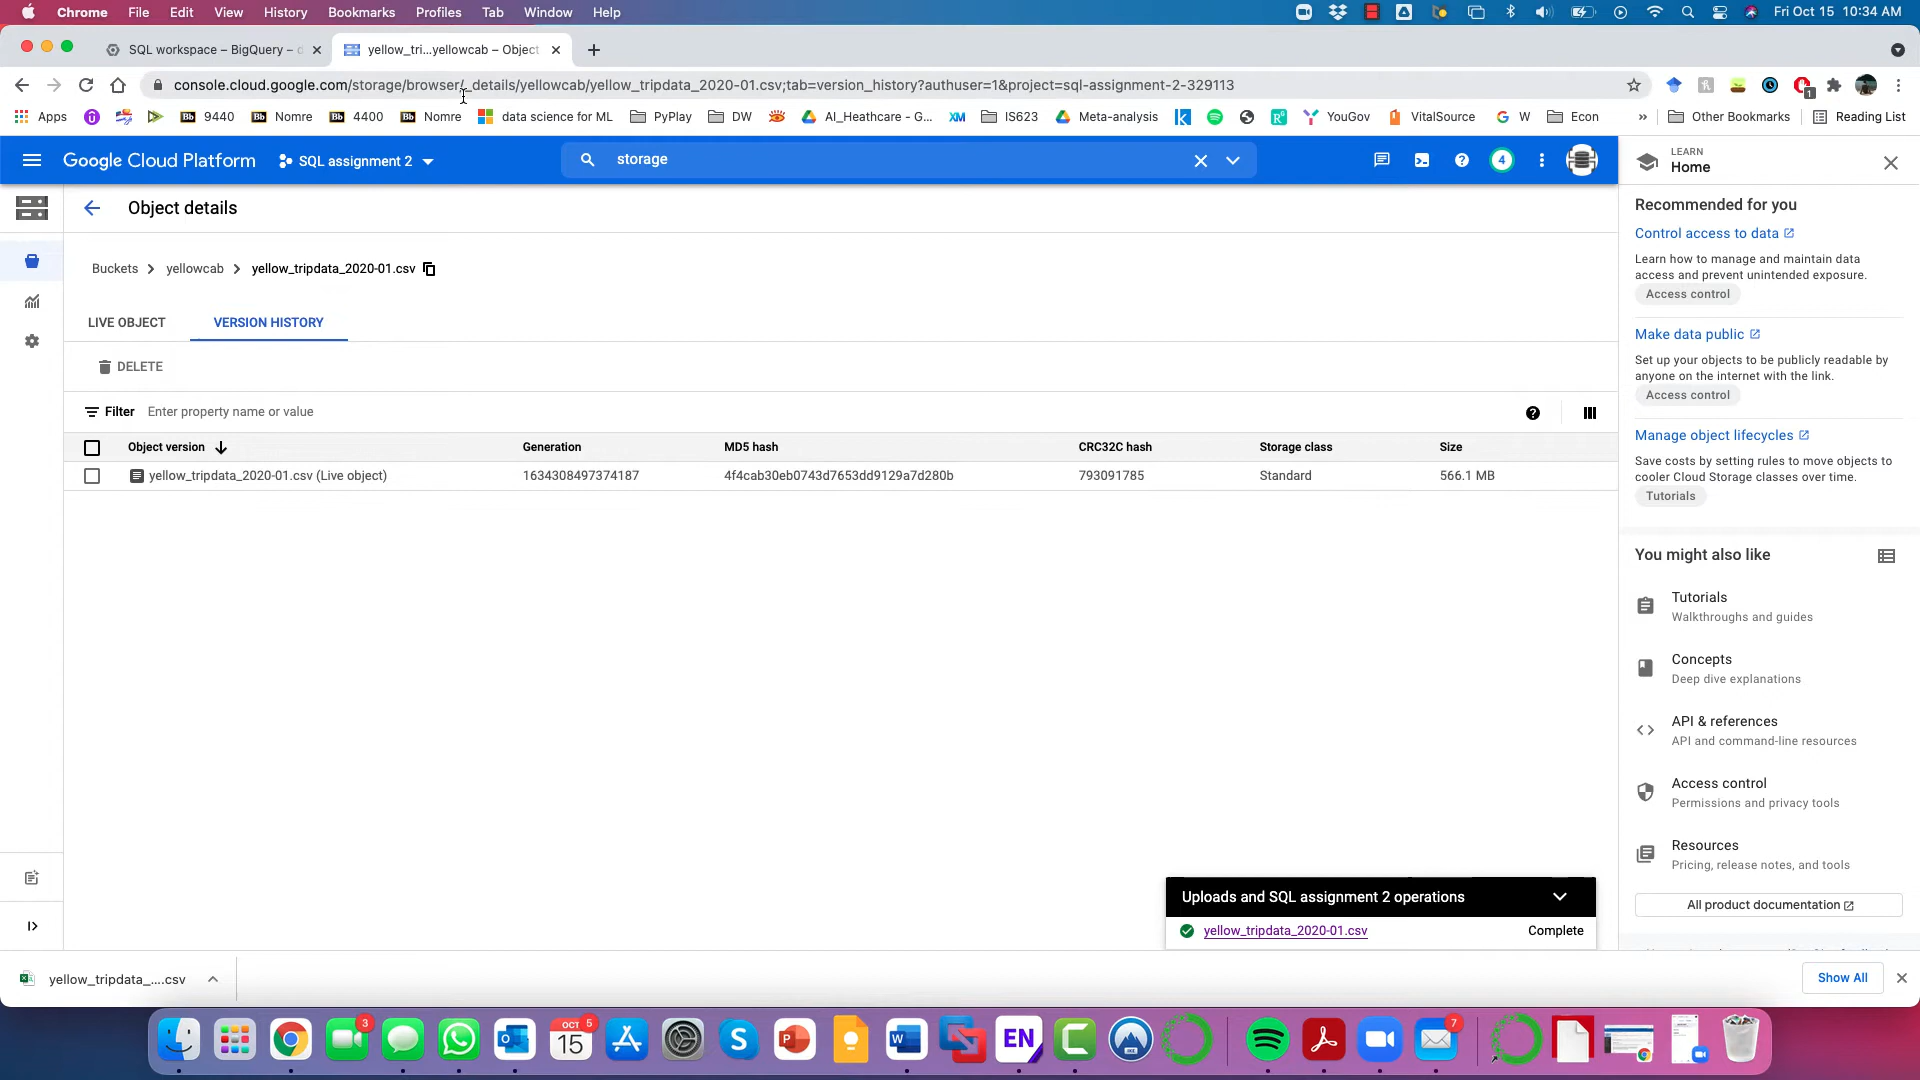 Chrome File Edit View History Bookmarks Profiles Tab Window Help Fri Oct 15 10:34 AM
SQL workspace – BigQuery – d yellow_tri...yellowcab – Object
console.cloud.google.com/storage/browser/_details/yellowcab/yellow_tripdata_2020-01.csv;tab=version_history?authuser=1&project=sql-assignment-2-329113
Apps Bb 9440 Bb Nomre Bb 4400 Bb Nomre data science for ML PyPlay DW AI_Heathcare - G... XM IS623 Meta-analysis YouGov VitalSource W Econ » Other Bookmarks Reading List
Google Cloud Platform SQL assignment 2 storage 4
LEARN
Home
Object details
Recommended for you
Control access to data
Learn how to manage and maintain data
access and prevent unintended exposure.
Access control
Buckets yellowcab yellow_tripdata_2020-01.csv
LIVE OBJECT VERSION HISTORY
Make data public
Set up your objects to be publicly readable by
anyone on the internet with the link.
Access control
DELETE
Filter Enter property name or value
Manage object lifecycles
Save costs by setting rules to move objects to
cooler Cloud Storage classes over time.
Tutorials
Object version Generation MD5 hash CRC32C hash Storage class Size
yellow_tripdata_2020-01.csv (Live object) 1634308497374187 4f4cab30eb0743d7653dd9129a7d280b 793091785 Standard 566.1 MB
You might also like
Tutorials
Walkthroughs and guides
Concepts
Deep dive explanations
API & references
API and command-line resources
Access control
Permissions and privacy tools
Resources
Pricing, release notes, and tools
All product documentation
Uploads and SQL assignment 2 operations
yellow_tripdata_2020-01.csv Complete
yellow_tripdata_....csv Show All
3 OCT 15 5 EN 7